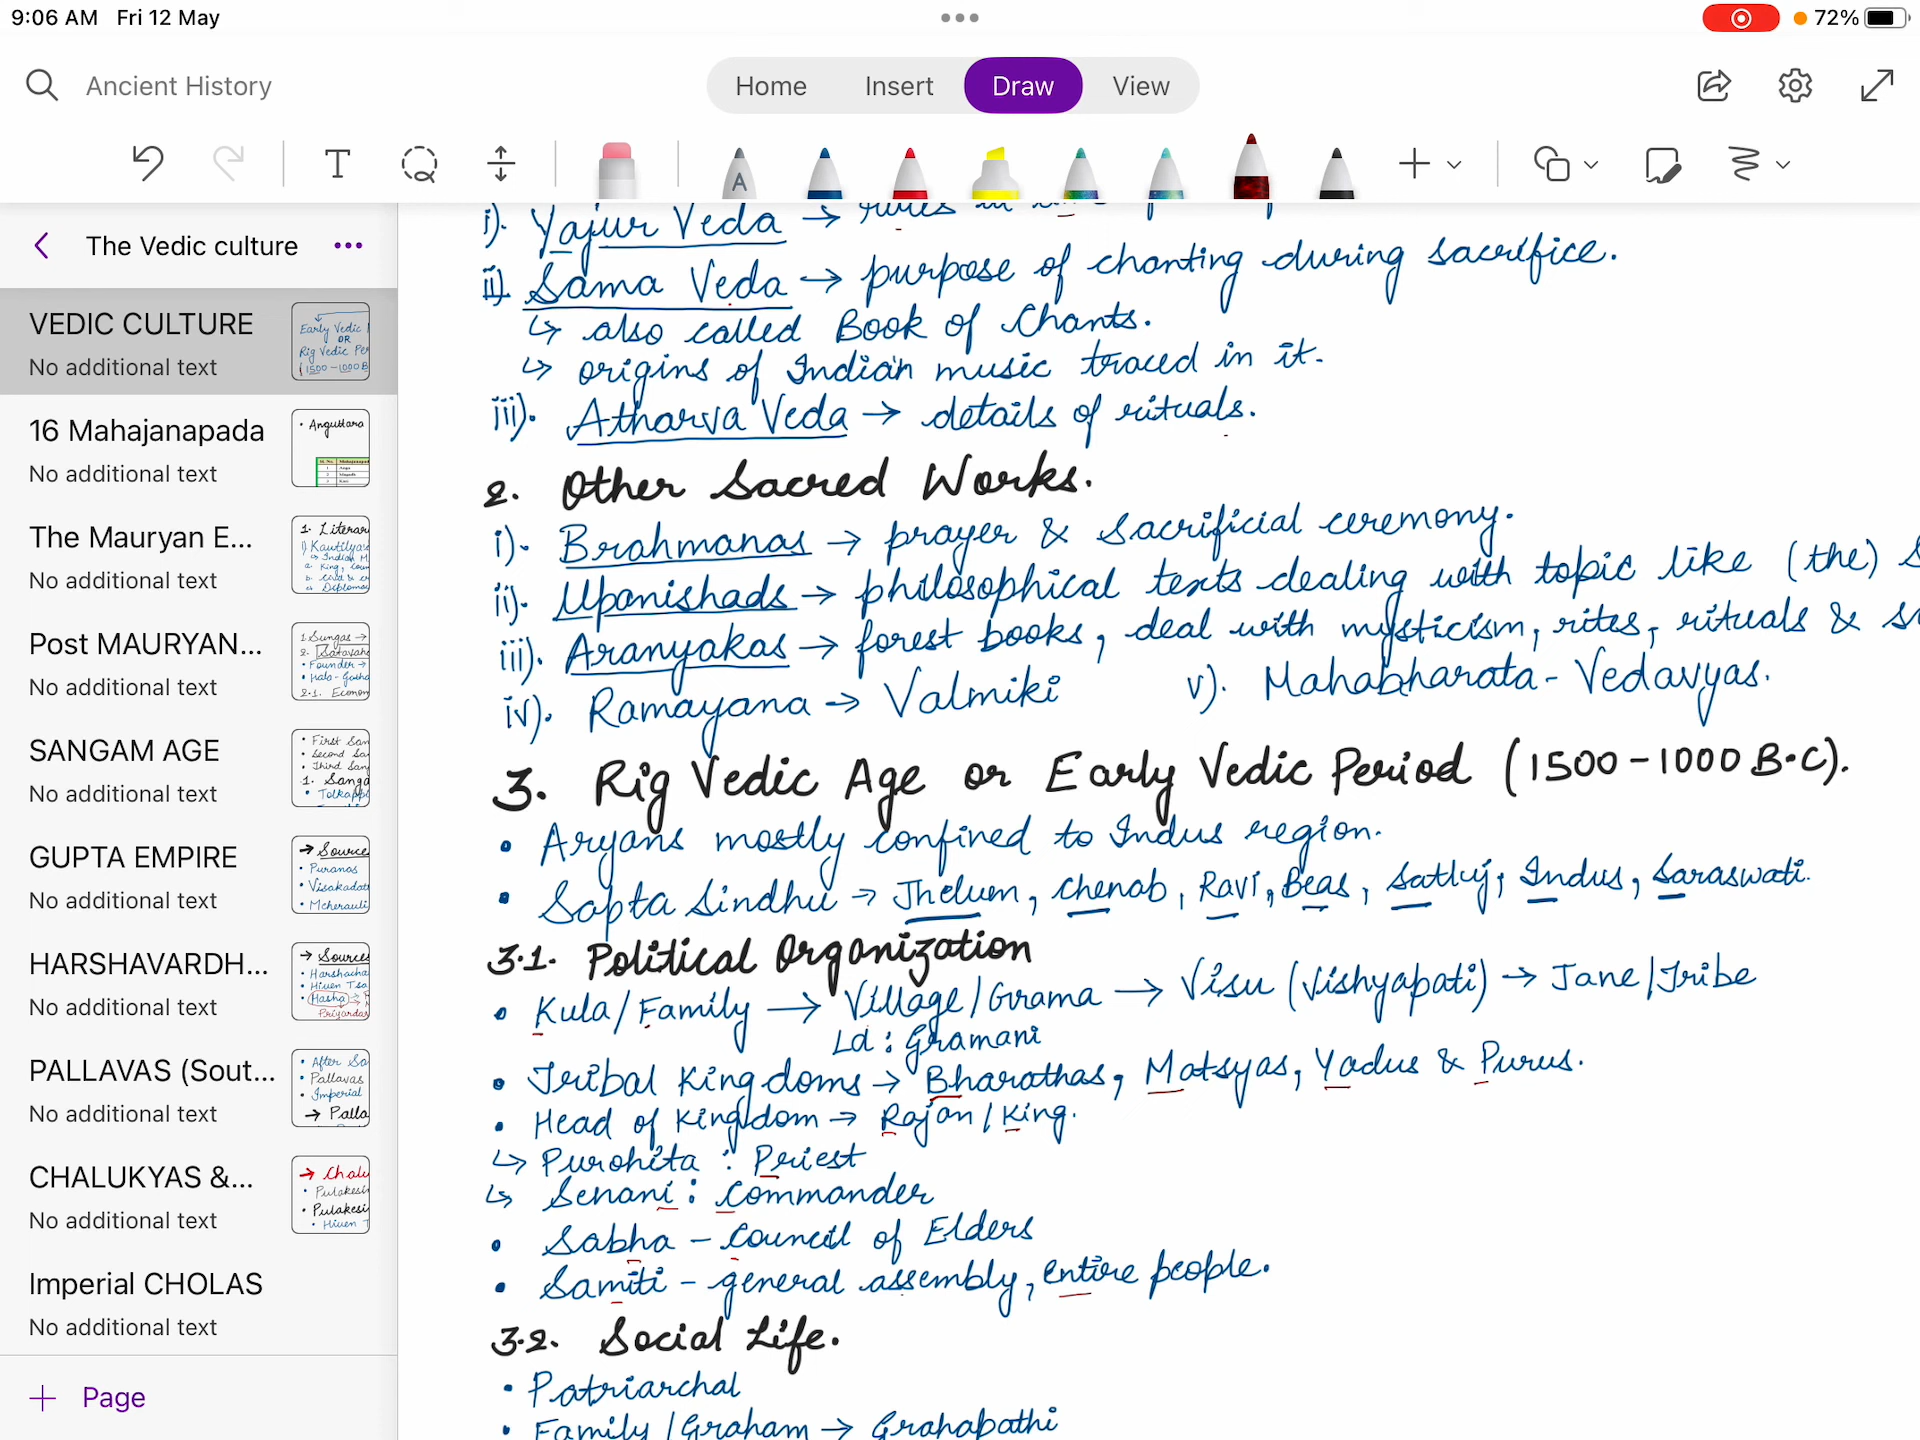 9:06 AM Fri 12 May
72%
Ancient History
Home Insert Draw View
T
A
The Vedic culture
VEDIC CULTURE
No additional text
16 Mahajanapada
No additional text
The Mauryan E...
No additional text
Post MAURYAN...
No additional text
SANGAM AGE
No additional text
GUPTA EMPIRE
No additional text
HARSHAVARDH...
No additional text
PALLAVAS (Sout...
No additional text
CHALUKYAS &...
No additional text
Imperial CHOLAS
No additional text
+ Page
i). Yajur Veda →
ii) Sama Veda → purpose of chanting during sacrifice.
↳ also called Book of Chants.
↳ origins of Indian music traced in it.
iii). Atharva Veda → details of rituals.
2. Other Sacred Works.
i). Brahmanas → prayer & sacrificial ceremony.
ii). Upanishads → philosophical texts dealing with topic like (the)
iii). Aranyakas → forest books, deal with mysticism, rites, rituals &
iv). Ramayana → Valmiki v). Mahabharata - Vedavyas.
3. Rig Vedic Age or Early Vedic Period (1500-1000 B.C).
• Aryans mostly confined to Indus region.
• Sapta Sindhu → Jhelum, Chenab, Ravi, Beas, Satluj, Indus, Saraswati.
3.1. Political Organization
• Kula/Family → Village/Grama → Visu (Vishyapati) → Jane/Tribe
Ld : Gramani
• Tribal Kingdoms → Bharathas, Matsyas, Yadus & Purus.
• Head of Kingdom → Rajan/King.
↳ Purohita : Priest
↳ Senani : Commander
• Sabha - Council of Elders
• Samiti - general assembly, entire people.
3.2. Social Life.
• Patriarchal
• Family/Graham → Grahapathi